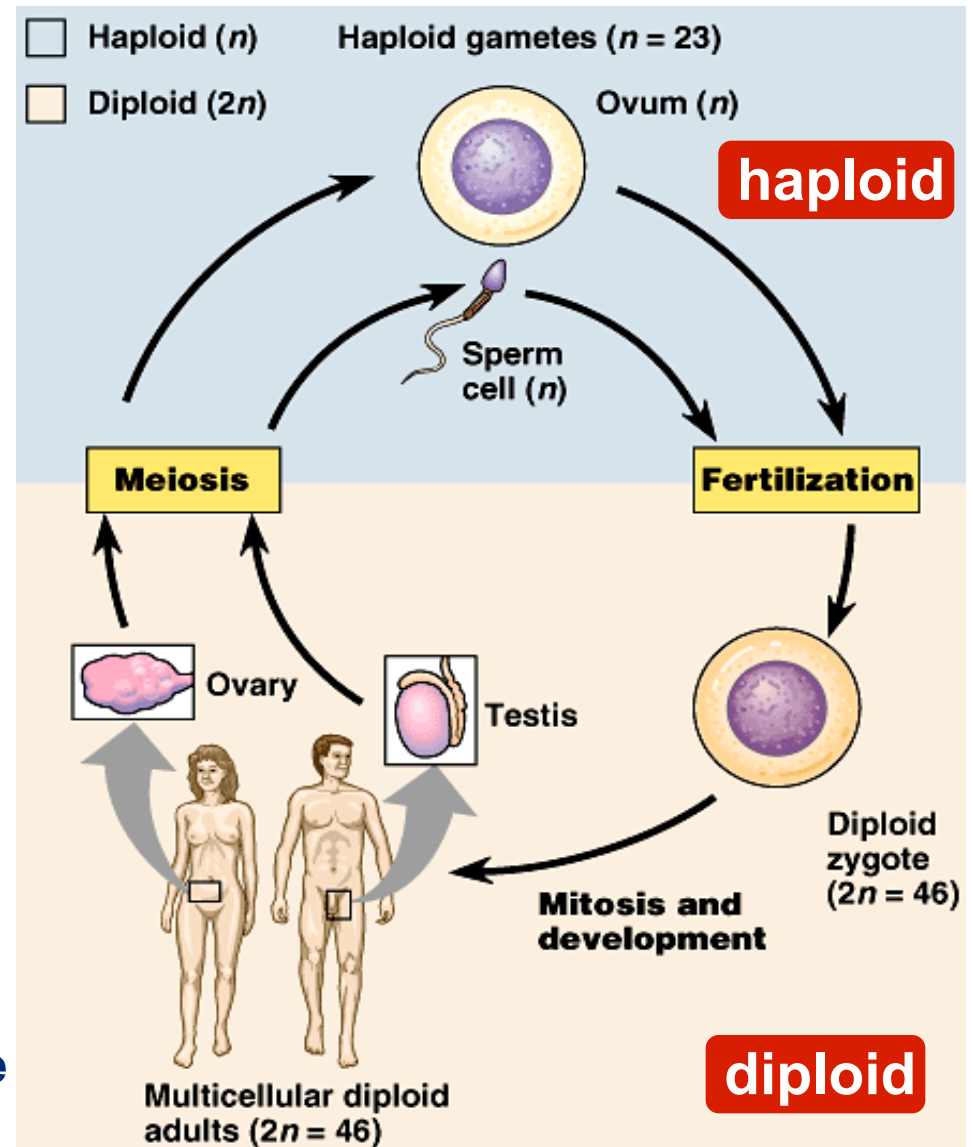 Haploid (n)
Haploid gametes (n = 23)
Diploid (2n)
Ovum (n)
haploid
Sperm
cell (n)
Meiosis
Fertilization
Ovary
Testis
Diploid
zygote
(2n = 46)
Mitosis and
development
e
Multicellular diploid
adults (2n = 46)
diploid